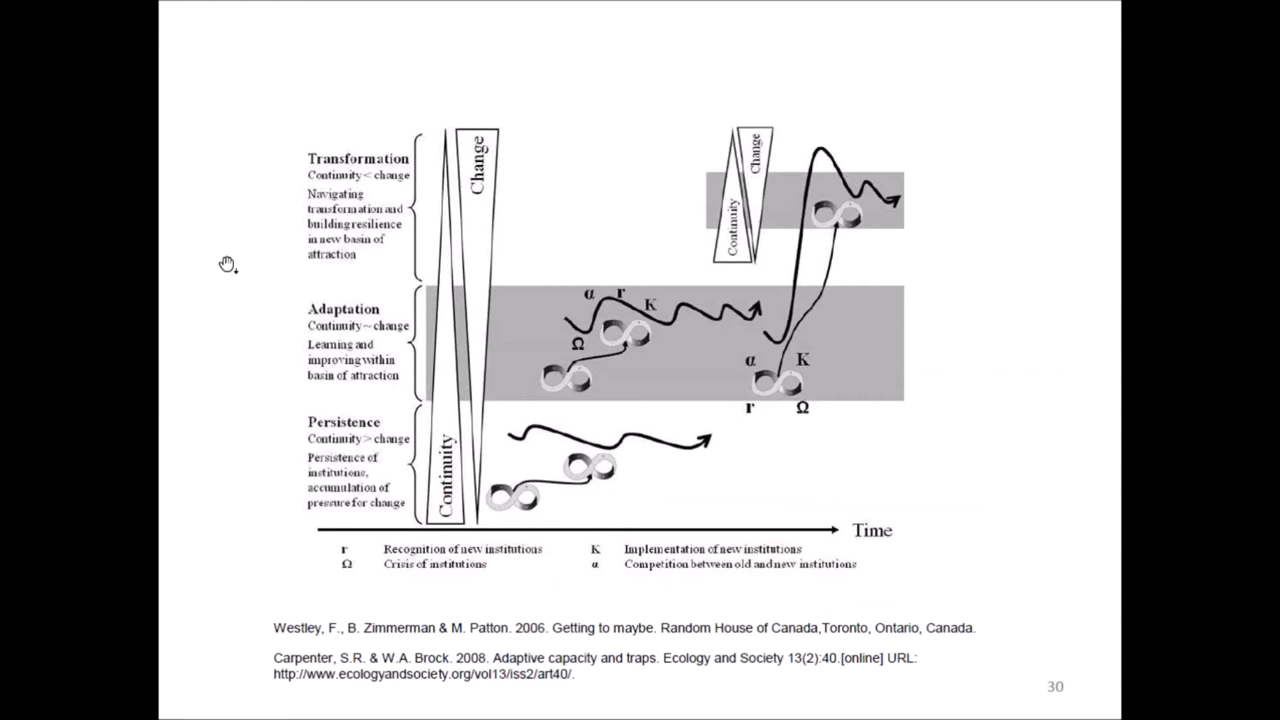 Transformation
Continuity < change
Navigating
transformation and
building resilience
in new basin of
attraction
Change
Continuity
Change
Continuity
Adaptation
Continuity ~ change
Learning and
improving within
basin of attraction
α r K
Ω
α K
r Ω
Persistence
Continuity > change
Persistence of
institutions,
accumulation of
pressure for change
Time
r Recognition of new institutions K Implementation of new institutions
Ω Crisis of institutions α Competition between old and new institutions
Westley, F., B. Zimmerman & M. Patton. 2006. Getting to maybe. Random House of Canada,Toronto, Ontario, Canada.
Carpenter, S.R. & W.A. Brock. 2008. Adaptive capacity and traps. Ecology and Society 13(2):40.[online] URL:
http://www.ecologyandsociety.org/vol13/iss2/art40/.
30